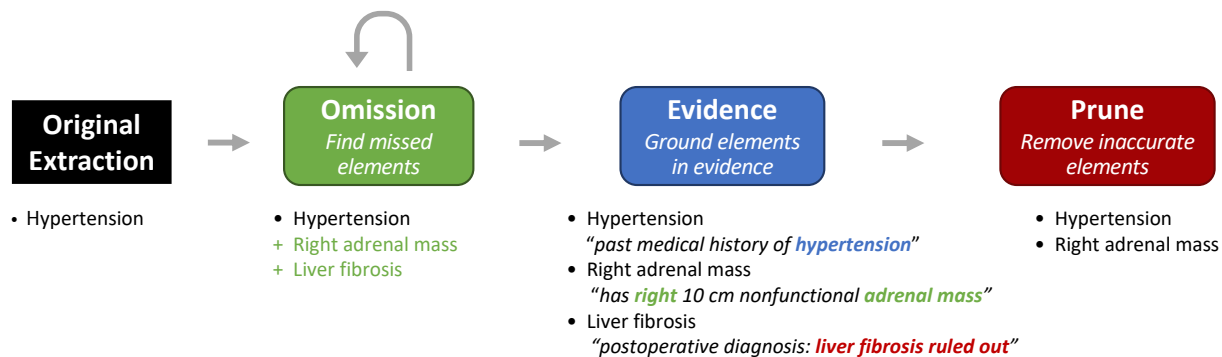 Original
Extraction
• Hypertension
Omission
Find missed
elements
• Hypertension
+ Right adrenal mass
+ Liver fibrosis
Evidence
Ground elements
in evidence
• Hypertension
“past medical history of hypertension”
• Right adrenal mass
“has right 10 cm nonfunctional adrenal mass”
• Liver fibrosis
“postoperative diagnosis: liver fibrosis ruled out”
Prune
Remove inaccurate
elements
• Hypertension
• Right adrenal mass